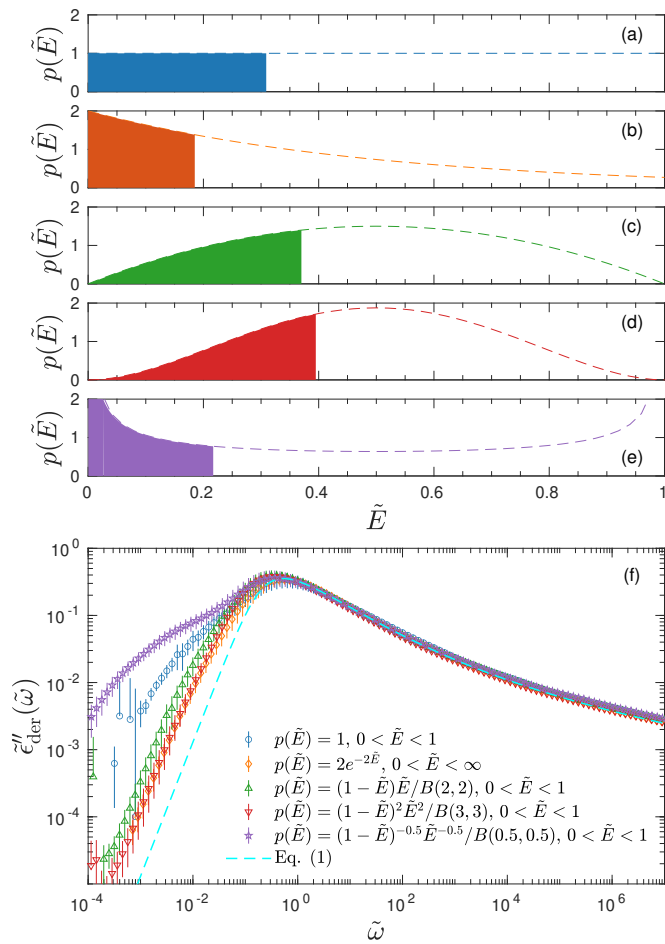 2
1
0
p(Ẽ)
(a)
2
1
0
p(Ẽ)
(b)
2
1
0
p(Ẽ)
(c)
2
1
0
p(Ẽ)
(d)
2
1
0
p(Ẽ)
(e)
0 0.2 0.4 0.6 0.8 1
Ẽ
10^0
10^-1
10^-2
10^-3
10^-4
ε̃″_der(ω̃)
(f)
p(Ẽ) = 1, 0 < Ẽ < 1
p(Ẽ) = 2e^{-2Ẽ}, 0 < Ẽ < ∞
p(Ẽ) = (1 − Ẽ)Ẽ/B(2, 2), 0 < Ẽ < 1
p(Ẽ) = (1 − Ẽ)^2Ẽ^2/B(3, 3), 0 < Ẽ < 1
p(Ẽ) = (1 − Ẽ)^{-0.5}Ẽ^{-0.5}/B(0.5, 0.5), 0 < Ẽ < 1
Eq. (1)
10^-4 10^-2 10^0 10^2 10^4 10^6
ω̃